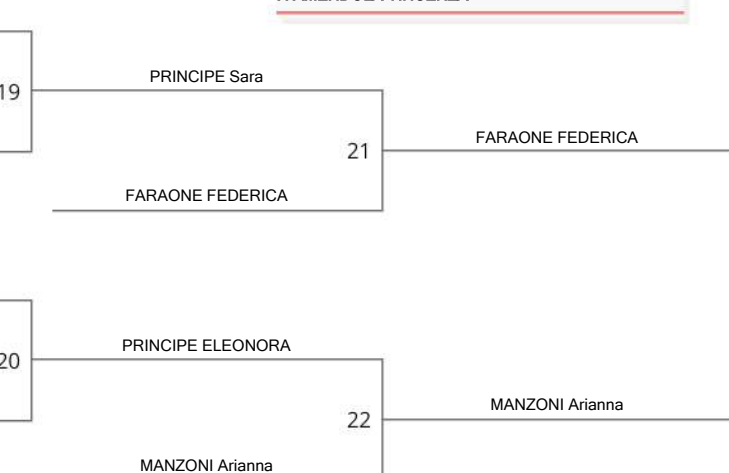 19
PRINCIPE Sara
21
FARAONE FEDERICA
FARAONE FEDERICA
20
PRINCIPE ELEONORA
22
MANZONI Arianna
MANZONI Arianna